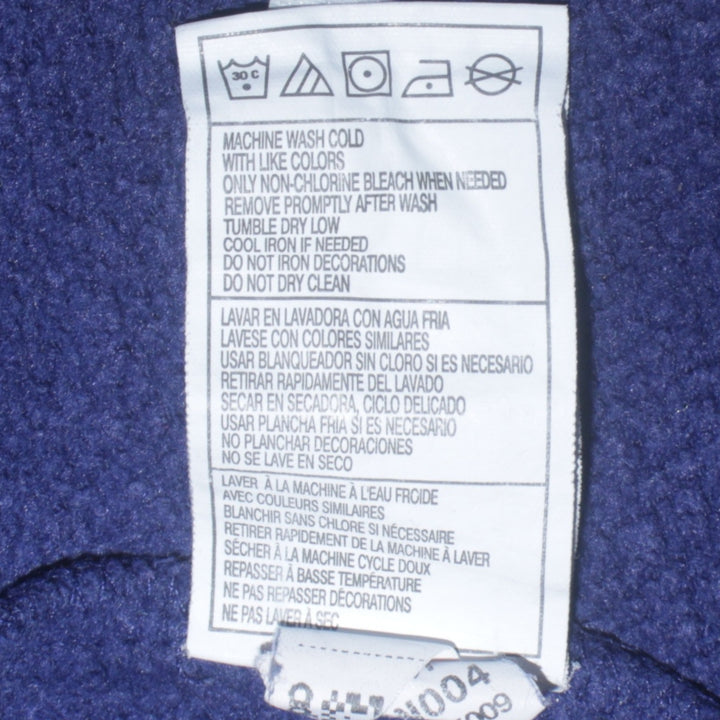 30 C
MACHINE WASH COLD
WITH LIKE COLORS
ONLY NON-CHLORINE BLEACH WHEN NEEDED
REMOVE PROMPTLY AFTER WASH
TUMBLE DRY LOW
COOL IRON IF NEEDED
DO NOT IRON DECORATIONS
DO NOT DRY CLEAN
LAVAR EN LAVADORA CON AGUA FRIA
LAVESE CON COLORES SIMILARES
USAR BLANQUEADOR SIN CLORO SI ES NECESARIO
RETIRAR RAPIDAMENTE DEL LAVADO
SECAR EN SECADORA, CICLO DELICADO
USAR PLANCHA FRIA SI ES NECESARIO
NO PLANCHAR DECORACIONES
NO SE LAVE EN SECO
LAVER À LA MACHINE À L'EAU FROIDE
AVEC COULEURS SIMILAIRES
BLANCHIR SANS CHLORE SI NÉCESSAIRE
RETIRER RAPIDEMENT DE LA MACHINE À LAVER
SÉCHER À LA MACHINE CYCLE DOUX
REPASSER À BASSE TEMPÉRATURE
NE PAS REPASSER DÉCORATIONS
NE PAS LAVER À SEC